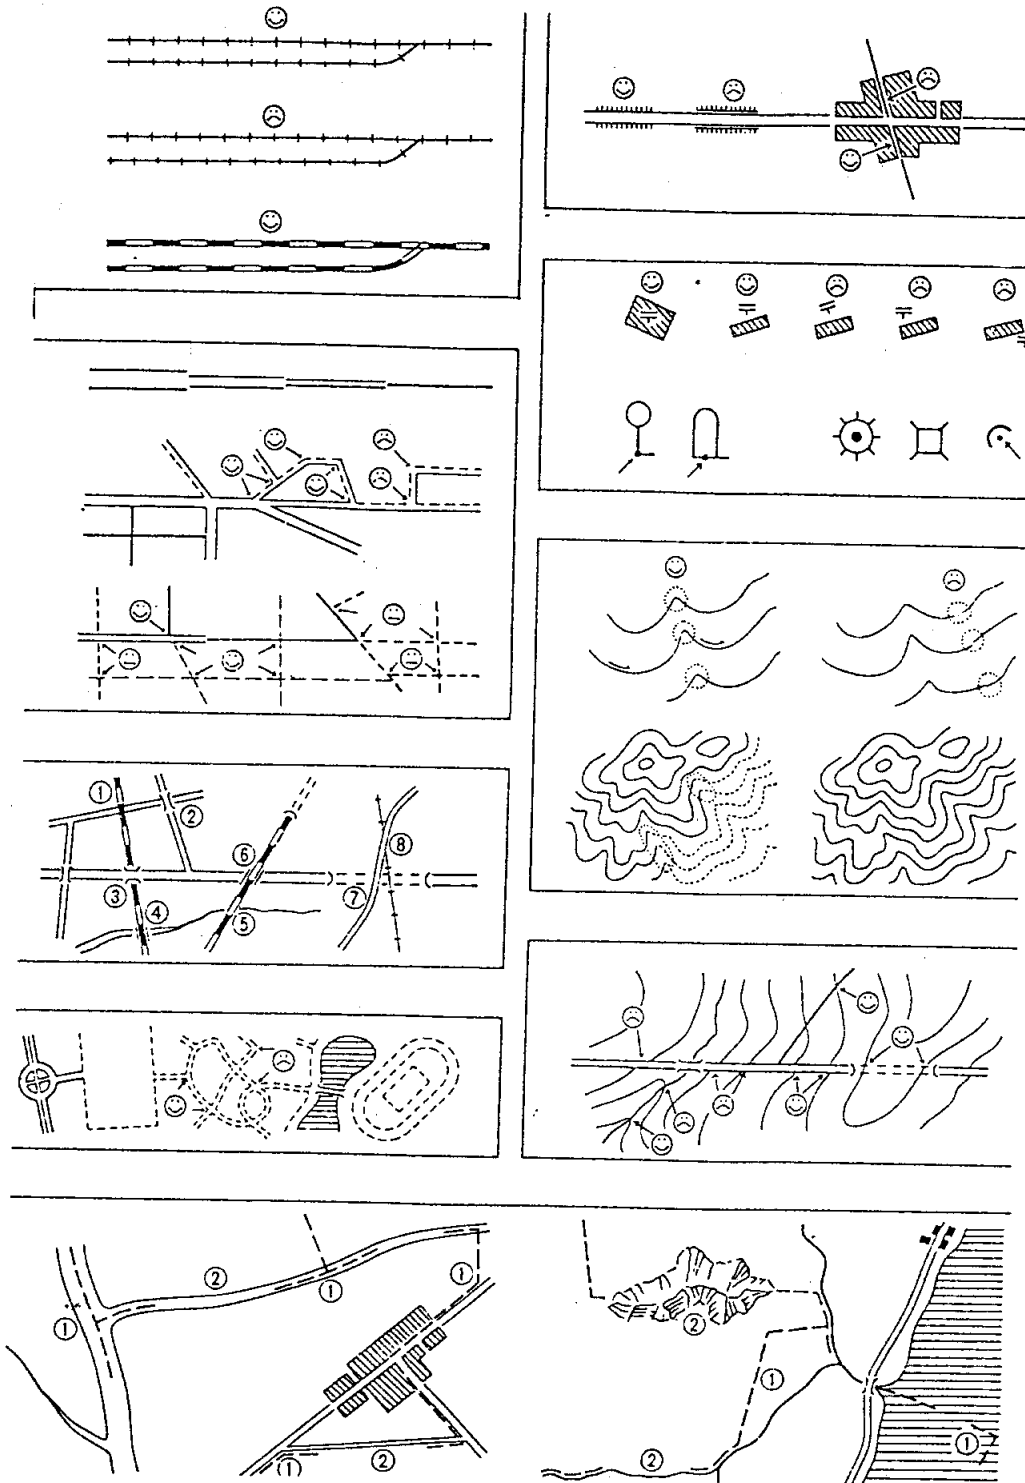 ① ② ⑥ ⑧
③ ④ ⑤ ⑦
② ① ①
①
② ①
① ② ② ①